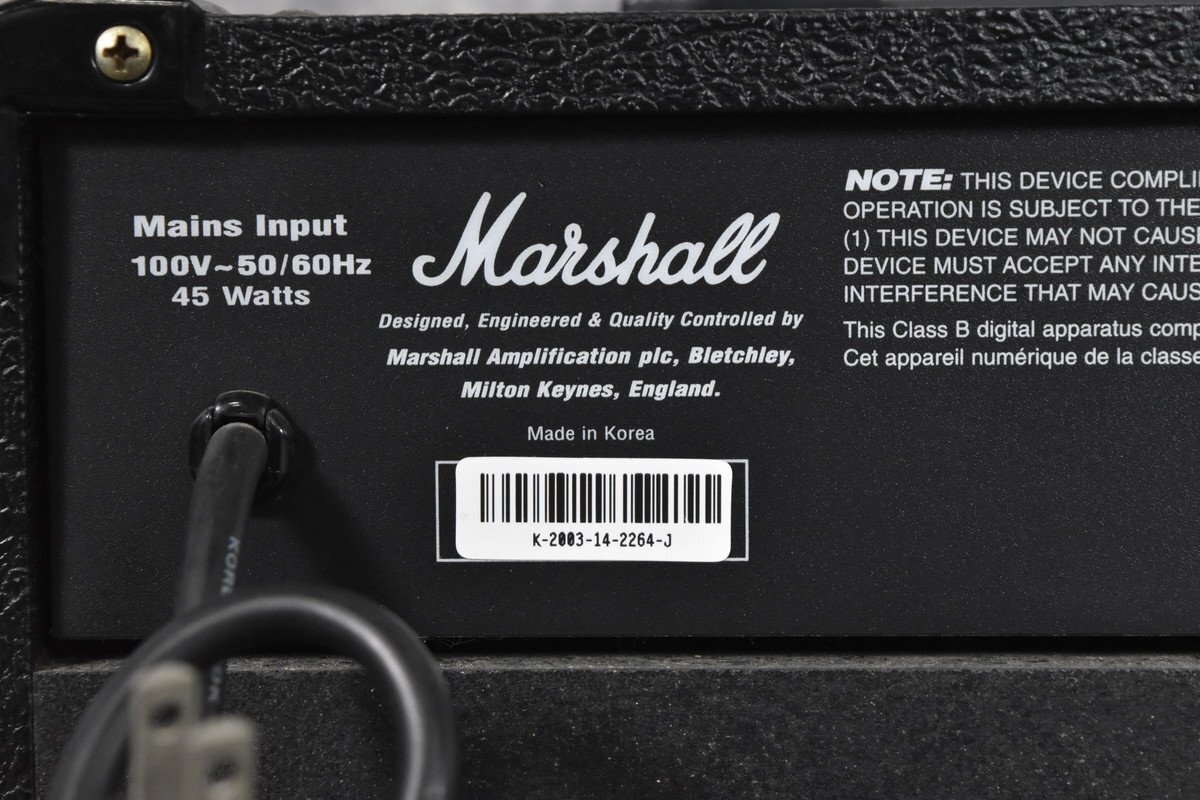 Mains Input
100V~50/60Hz
45 Watts
Marshall
Designed, Engineered & Quality Controlled by
Marshall Amplification plc, Bletchley,
Milton Keynes, England.
Made in Korea
K-2003-14-2264-J
NOTE: THIS DEVICE COMPLI
OPERATION IS SUBJECT TO THE
(1) THIS DEVICE MAY NOT CAUS
DEVICE MUST ACCEPT ANY INTE
INTERFERENCE THAT MAY CAUS
This Class B digital apparatus comp
Cet appareil numérique de la classe